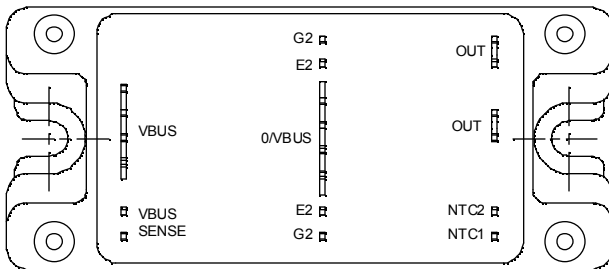 G2
OUT
E2
VBUS
0/VBUS
OUT
VBUS
SENSE
E2
G2
NTC2
NTC1